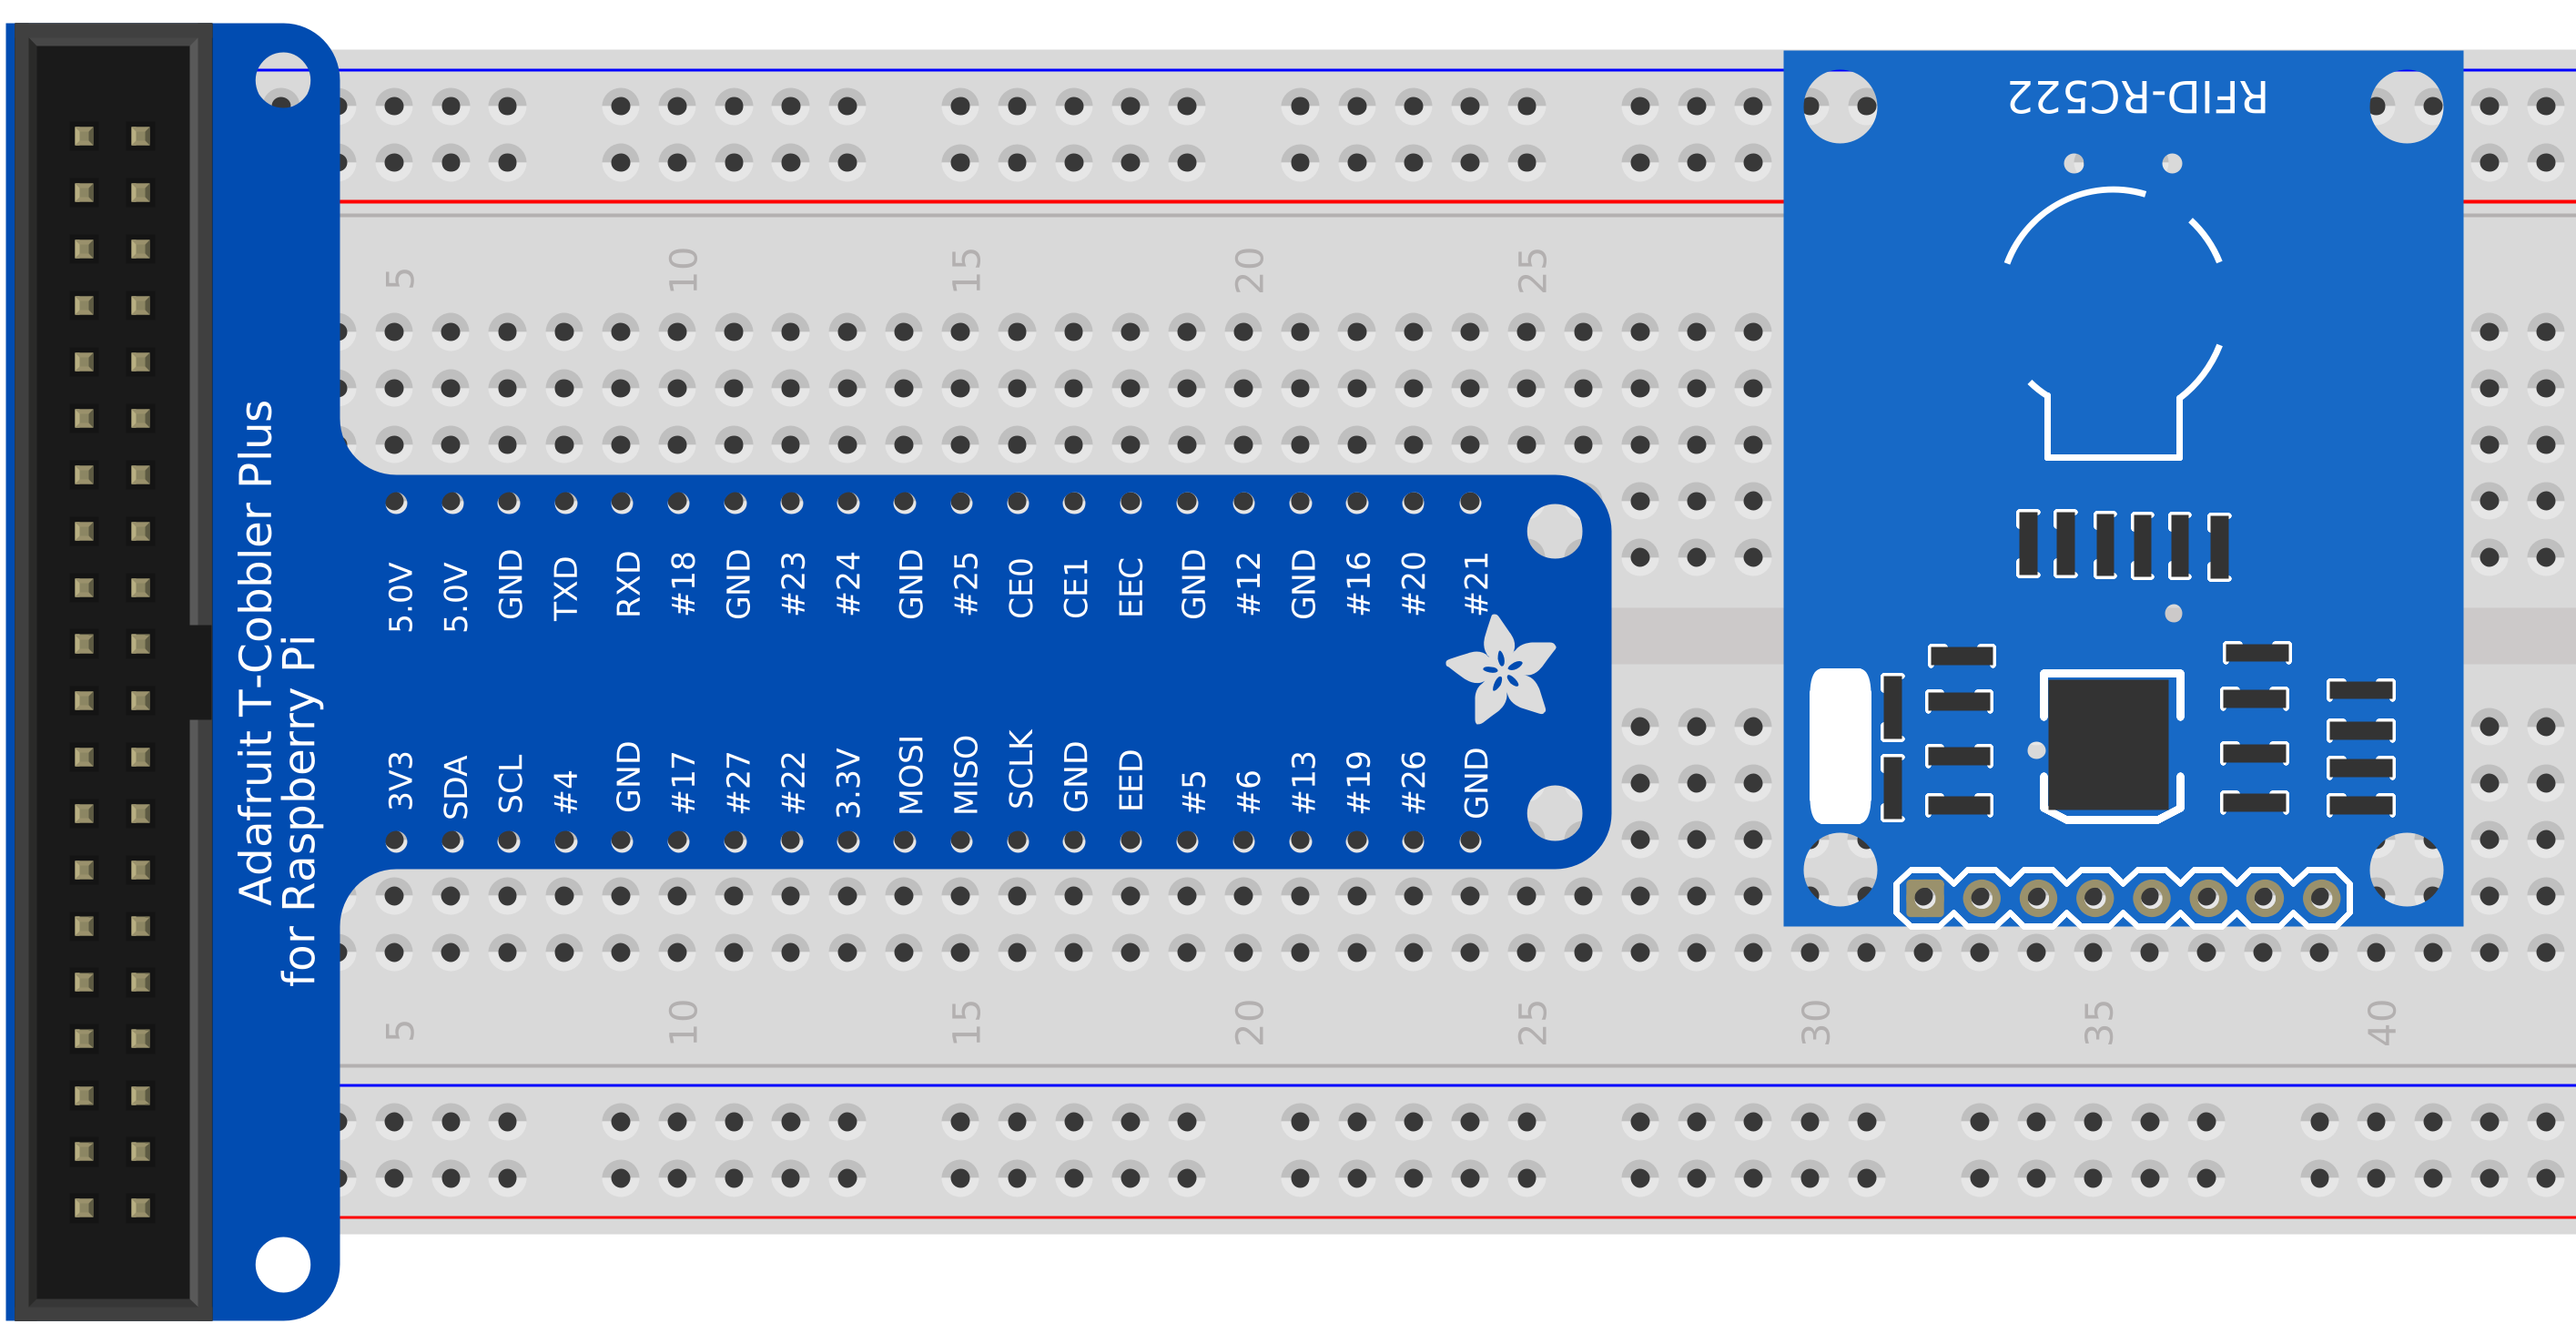 RFID-RC522
5 10 15 20 25
Adafruit T-Cobbler Plus
for Raspberry Pi
5.0V 5.0V GND TXD RXD #18 GND #23 #24 GND #25 CE0 CE1 EEC GND #12 GND #16 #20 #21
3V3 SDA SCL #4 GND #17 #27 #22 3.3V MOSI MISO SCLK GND EED #5 #6 #13 #19 #26 GND
5 10 15 20 25 30 35 40